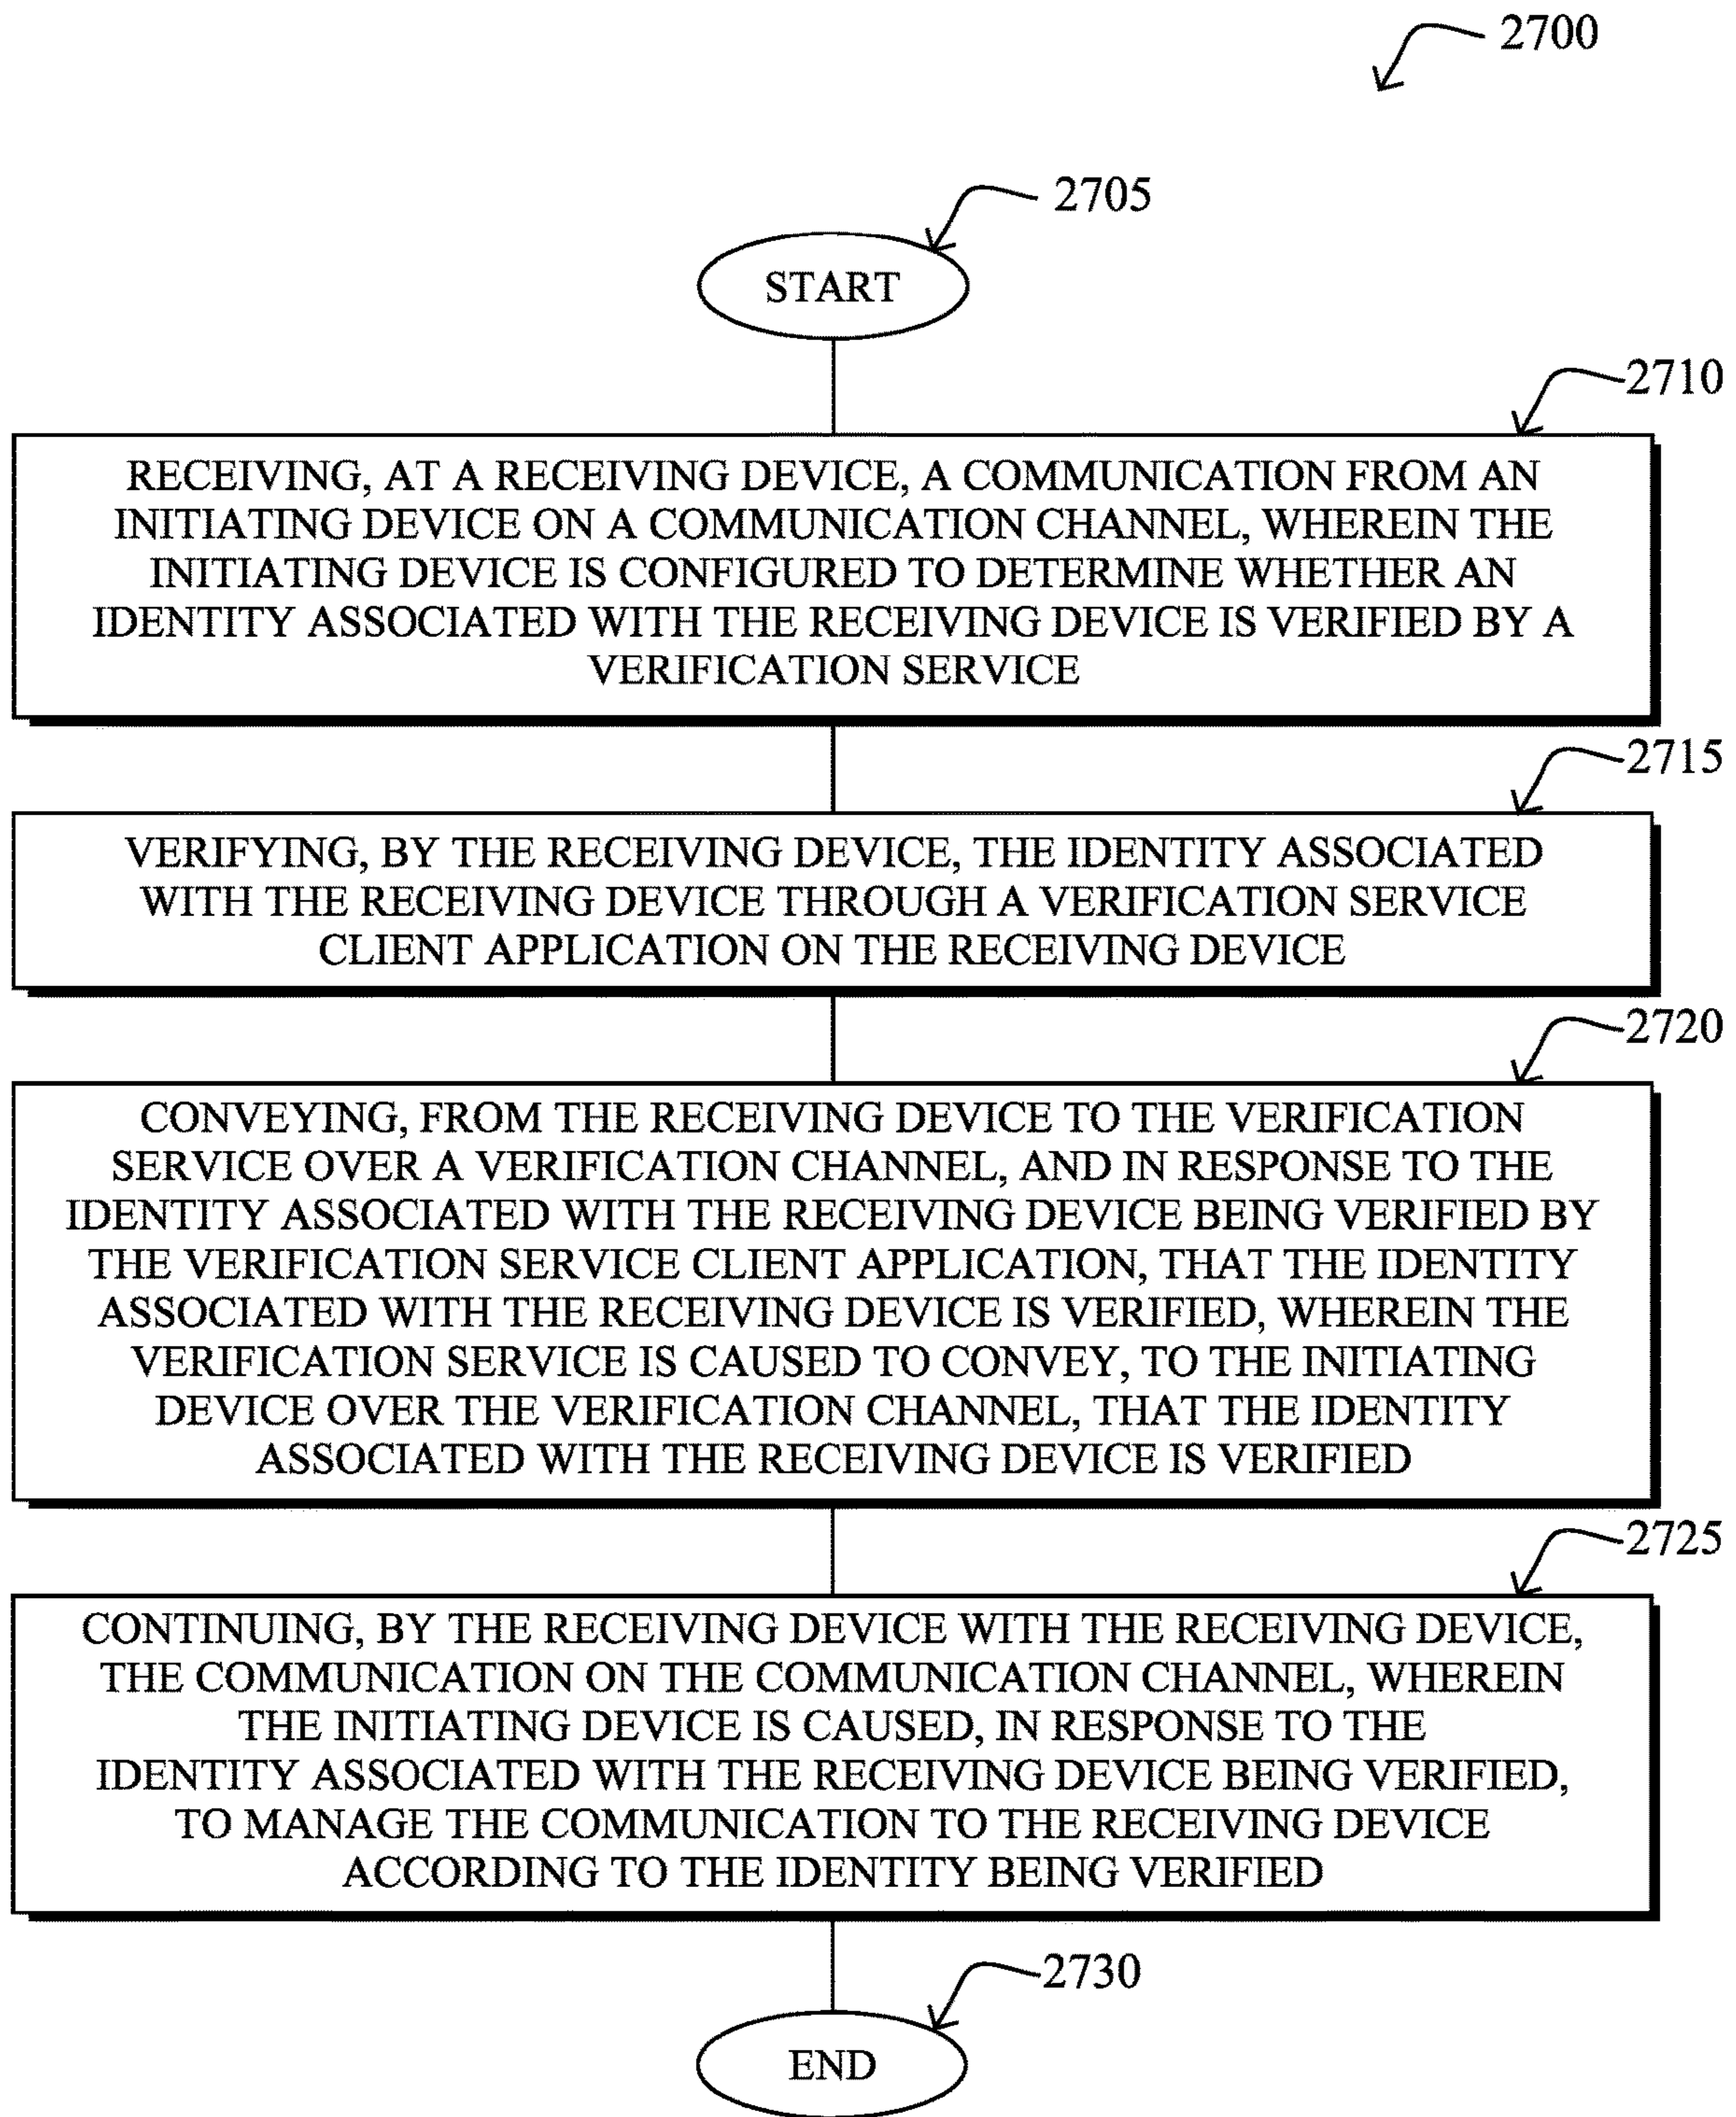 2700
2705
START
2710
RECEIVING, AT A RECEIVING DEVICE, A COMMUNICATION FROM AN
INITIATING DEVICE ON A COMMUNICATION CHANNEL, WHEREIN THE
INITIATING DEVICE IS CONFIGURED TO DETERMINE WHETHER AN
IDENTITY ASSOCIATED WITH THE RECEIVING DEVICE IS VERIFIED BY A
VERIFICATION SERVICE
2715
VERIFYING, BY THE RECEIVING DEVICE, THE IDENTITY ASSOCIATED
WITH THE RECEIVING DEVICE THROUGH A VERIFICATION SERVICE
CLIENT APPLICATION ON THE RECEIVING DEVICE
2720
CONVEYING, FROM THE RECEIVING DEVICE TO THE VERIFICATION
SERVICE OVER A VERIFICATION CHANNEL, AND IN RESPONSE TO THE
IDENTITY ASSOCIATED WITH THE RECEIVING DEVICE BEING VERIFIED BY
THE VERIFICATION SERVICE CLIENT APPLICATION, THAT THE IDENTITY
ASSOCIATED WITH THE RECEIVING DEVICE IS VERIFIED, WHEREIN THE
VERIFICATION SERVICE IS CAUSED TO CONVEY, TO THE INITIATING
DEVICE OVER THE VERIFICATION CHANNEL, THAT THE IDENTITY
ASSOCIATED WITH THE RECEIVING DEVICE IS VERIFIED
2725
CONTINUING, BY THE RECEIVING DEVICE WITH THE RECEIVING DEVICE,
THE COMMUNICATION ON THE COMMUNICATION CHANNEL, WHEREIN
THE INITIATING DEVICE IS CAUSED, IN RESPONSE TO THE
IDENTITY ASSOCIATED WITH THE RECEIVING DEVICE BEING VERIFIED,
TO MANAGE THE COMMUNICATION TO THE RECEIVING DEVICE
ACCORDING TO THE IDENTITY BEING VERIFIED
2730
END